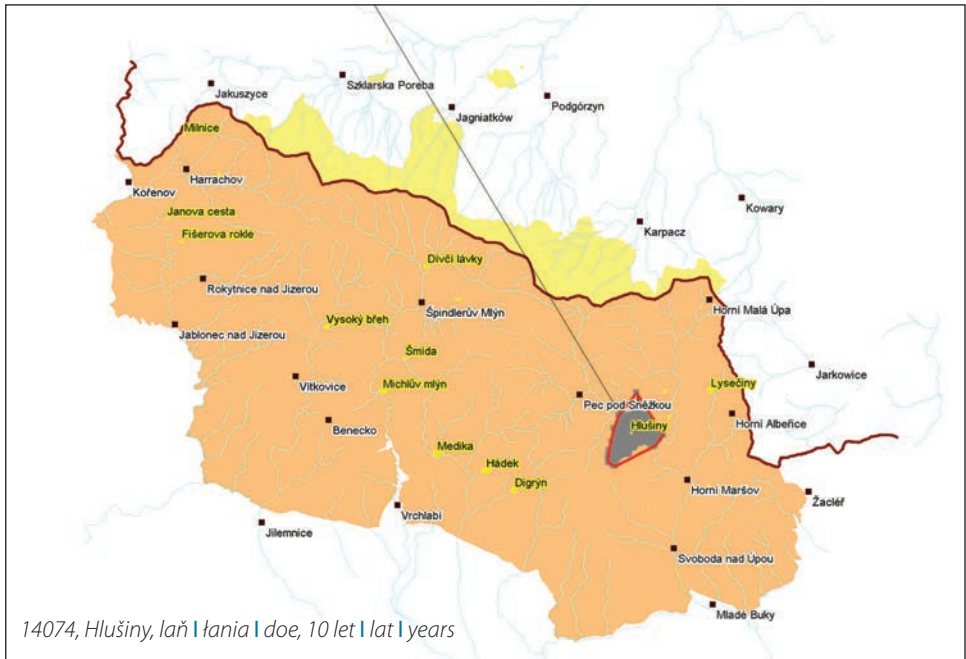 Szklarska Poreba
Jakuszyce
Podgórzyn
Jagniatków
Milnice
Harrachov
Kořenov
Kowary
Janova cesta
Karpacz
Fišerova rokle
Dívčí lávky
Rokytnice nad Jizerou
Horní Malá Úpa
Špindlerův Mlýn
Vysoký břeh
Jablonec nad Jizerou
Šmída
Jarkowice
Vítkovice
Michlův mlýn
Lysečiny
Pec pod Sněžkou
Horní Albeřice
Benecko
Hlušiny
Medika
Hádek
Digrýn
Horní Maršov
Žacléř
Vrchlabí
Jilemnice
Svoboda nad Úpou
Mladé Buky
14074, Hlušiny, laň | łania | doe, 10 let | lat | years